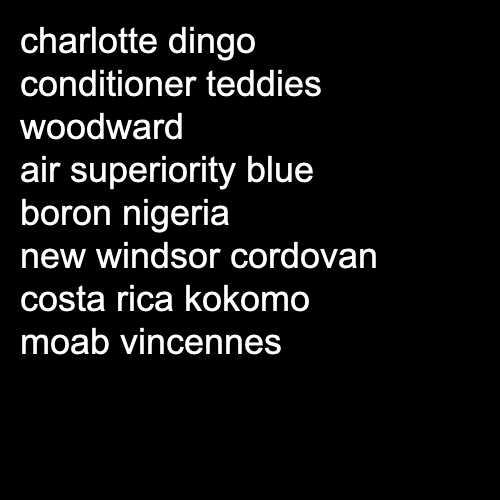 charlotte dingo
conditioner teddies
woodward
air superiority blue
boron nigeria
new windsor cordovan
costa rica kokomo
moab vincennes